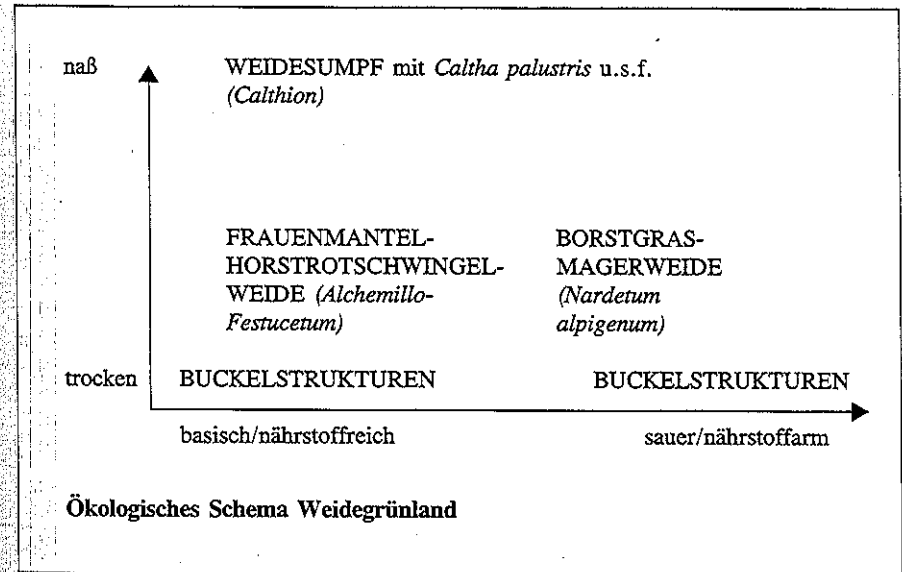 naß WEIDESUMPF mit Caltha palustris u.s.f.
(Calthion)
FRAUENMANTEL-
HORSTROTSCHWINGEL-
WEIDE (Alchemillo-
Festucetum)
BORSTGRAS-
MAGERWEIDE
(Nardetum
alpigenum)
trocken BUCKELSTRUKTUREN BUCKELSTRUKTUREN
basisch/nährstoffreich sauer/nährstoffarm
Ökologisches Schema Weidegrünland